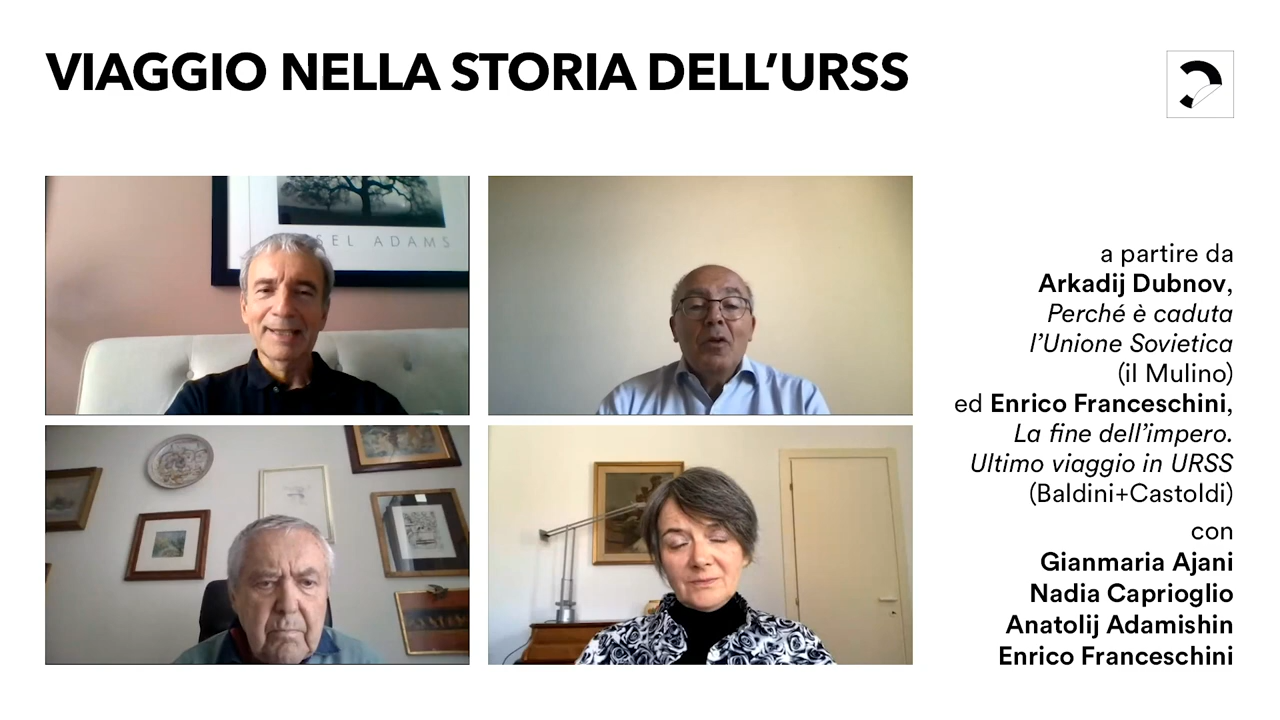 VIAGGIO NELLA STORIA DELL’URSS
SEL ADAMS
a partire da
Arkadij Dubnov,
Perché è caduta
l’Unione Sovietica
(il Mulino)
ed Enrico Franceschini,
La fine dell’impero.
Ultimo viaggio in URSS
(Baldini+Castoldi)
con
Gianmaria Ajani
Nadia Caprioglio
Anatolij Adamishin
Enrico Franceschini